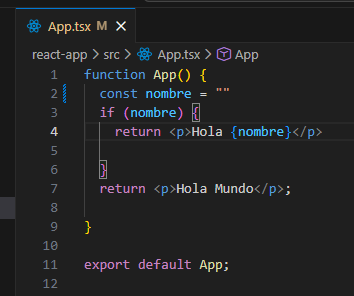 App.tsx M
react-app > src > App.tsx > App
1 function App() {
2 const nombre = ""
3 if (nombre) {
4 return <p>Hola {nombre}</p>
5
6 }
7 return <p>Hola Mundo</p>;
8
9 }
10
11 export default App;
12